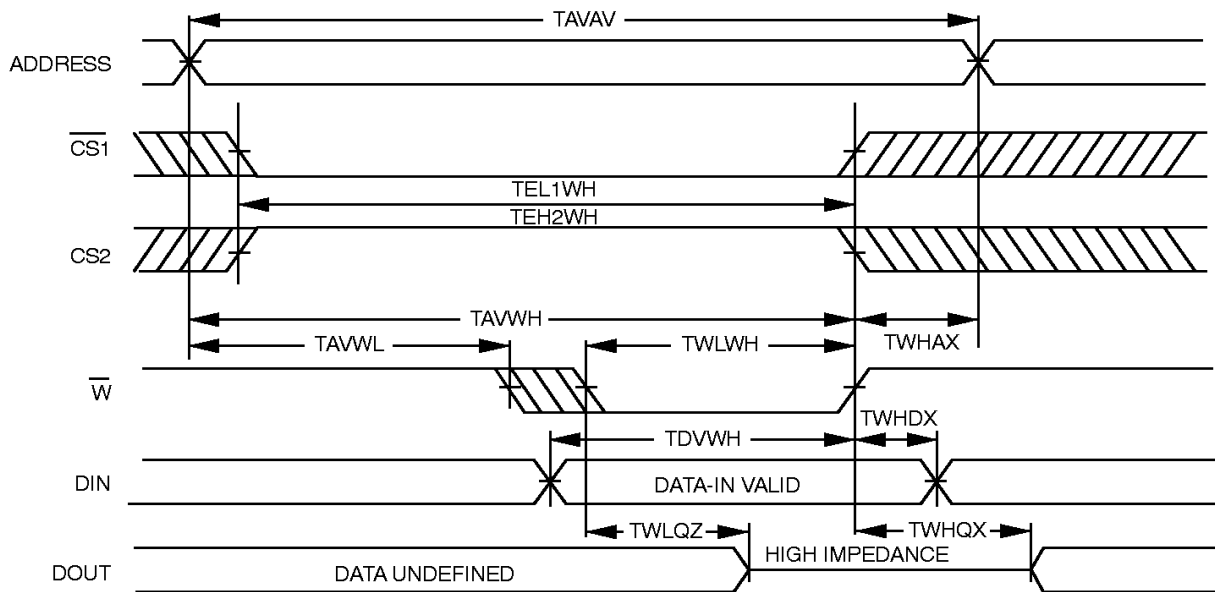 TAVAV
ADDRESS
CS1
TEL1WH
TEH2WH
CS2
TAVWH
TAVWL
TWLWH
TWHAX
W
TWHDX
TDVWH
DIN
DATA-IN VALID
TWLQZ
TWHQX
HIGH IMPEDANCE
DOUT
DATA UNDEFINED